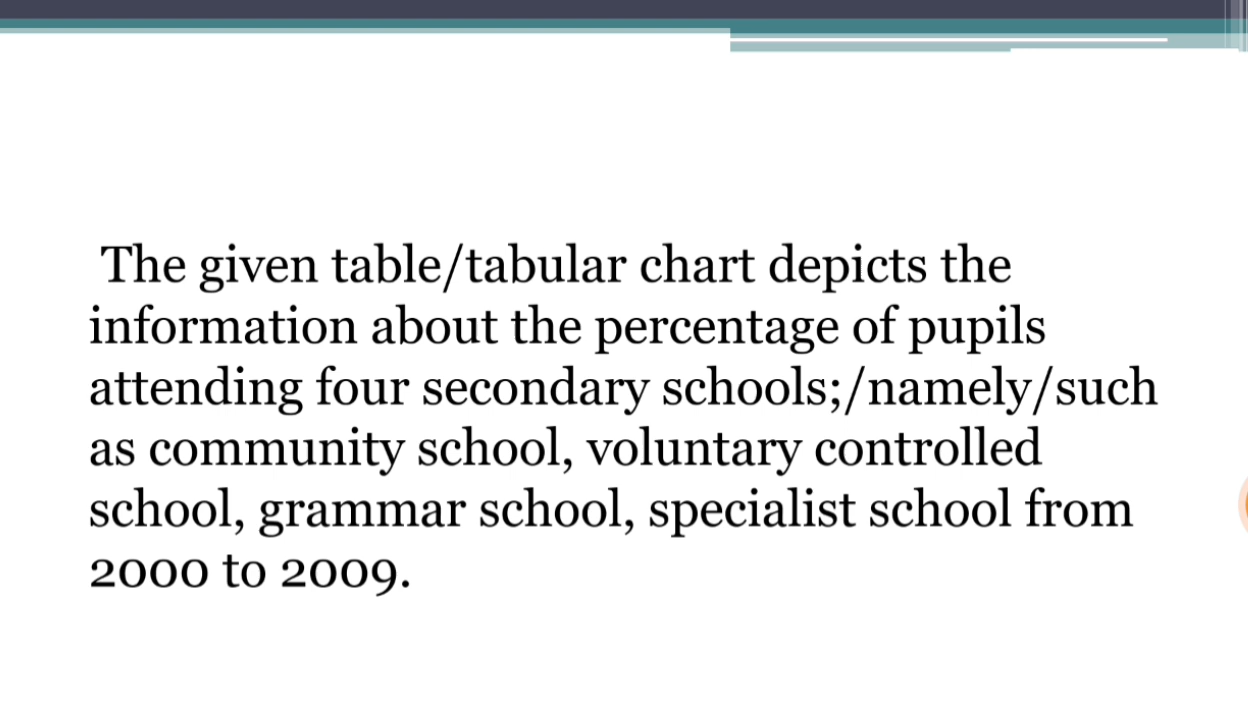 The given table/tabular chart depicts the
information about the percentage of pupils
attending four secondary schools;/namely/such
as community school, voluntary controlled
school, grammar school, specialist school from
2000 to 2009.